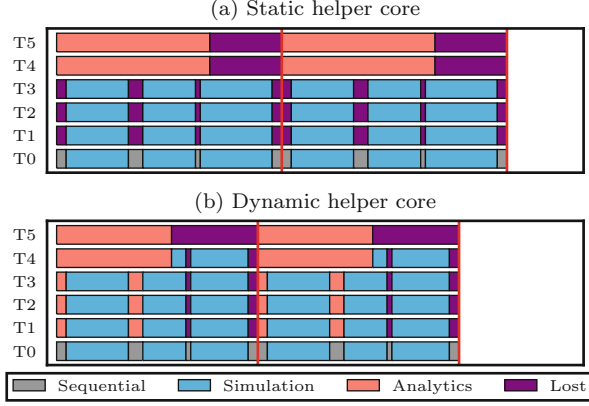 (a) Static helper core
T5
T4
T3
T2
T1
T0
(b) Dynamic helper core
T5
T4
T3
T2
T1
T0
Sequential Simulation Analytics Lost